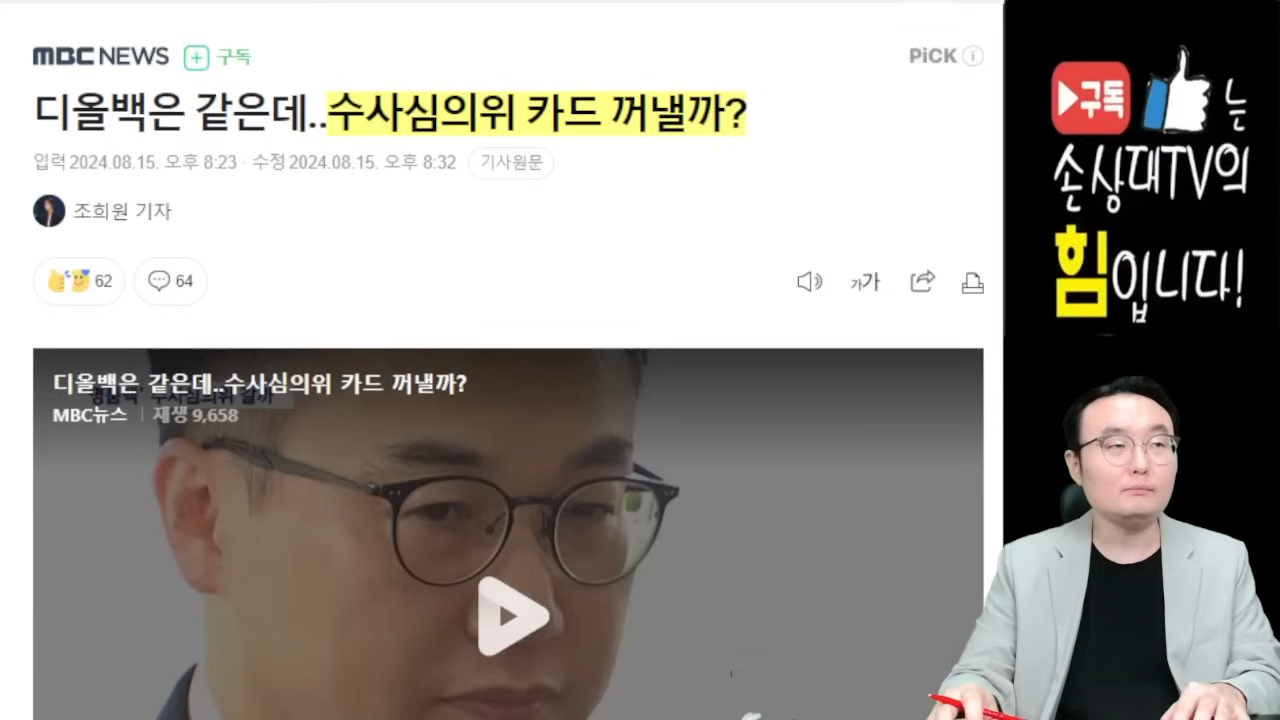 MBC NEWS 구독
PiCK
디올백은 같은데..수사심의위 카드 꺼낼까?
입력 2024.08.15. 오후 8:23 · 수정 2024.08.15. 오후 8:32 기사원문
조희원 기자
62 64
가가
디올백은 같은데..수사심의위 카드 꺼낼까?
MBC뉴스 재생 9,658
구독 는
손상대TV의
힘입니다!